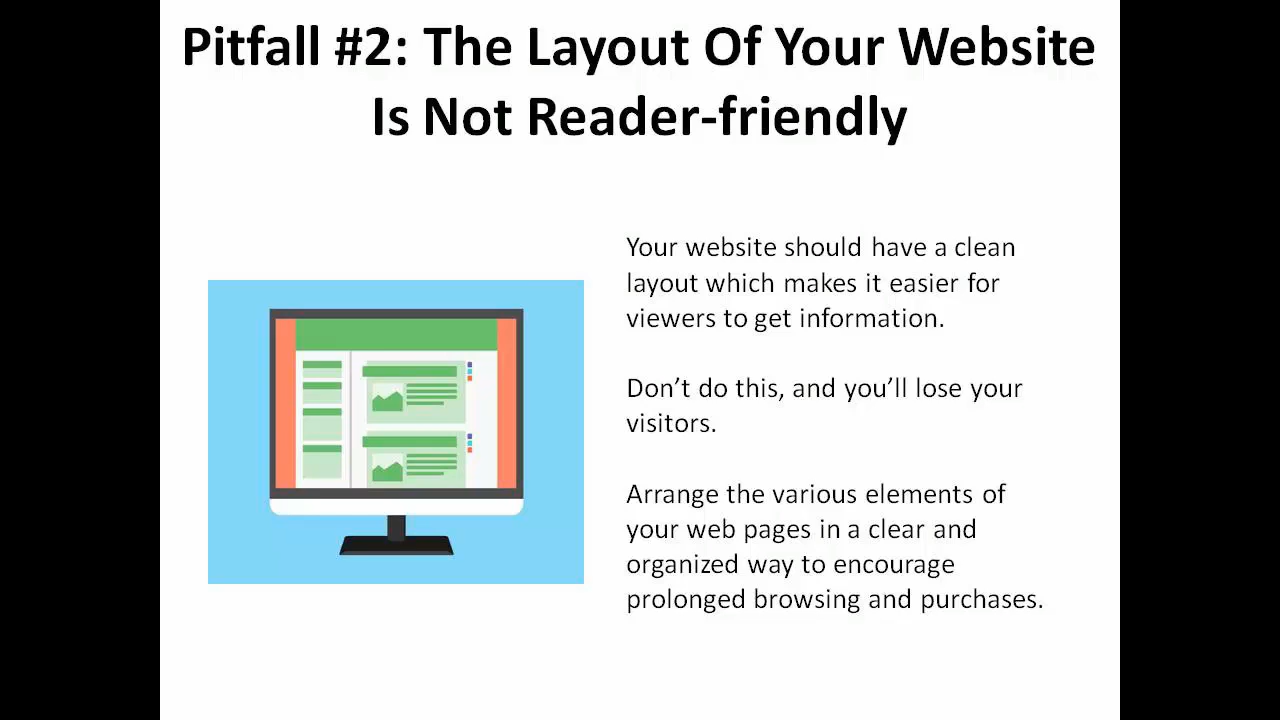 Pitfall #2: The Layout Of Your Website
Is Not Reader-friendly
Your website should have a clean
layout which makes it easier for
viewers to get information.
Don’t do this, and you’ll lose your
visitors.
Arrange the various elements of
your web pages in a clear and
organized way to encourage
prolonged browsing and purchases.